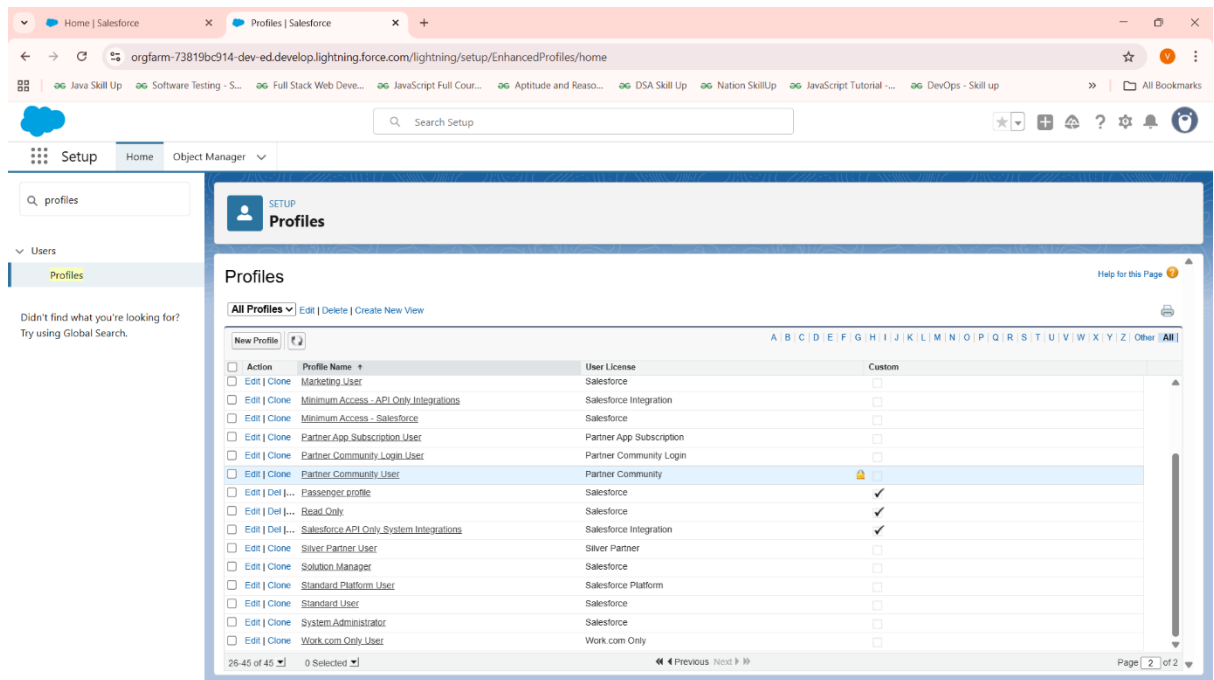 Home | Salesforce
Profiles | Salesforce
orgfarm-73819bc914-dev-ed.develop.lightning.force.com/lightning/setup/EnhancedProfiles/home
V
Java Skill Up Software Testing - S... Full Stack Web Deve... JavaScript Full Cour... Aptitude and Reaso... DSA Skill Up Nation SkillUp JavaScript Tutorial -... DevOps - Skill up » All Bookmarks
Search Setup
Setup Home Object Manager
profiles
Users
Profiles
Didn't find what you're looking for?
Try using Global Search.
SETUP
Profiles
Profiles
Help for this Page
All Profiles Edit | Delete | Create New View
New Profile A | B | C | D | E | F | G | H | I | J | K | L | M | N | O | P | Q | R | S | T | U | V | W | X | Y | Z | Other | All |
Action Profile Name User License Custom
Edit | Clone Marketing User Salesforce
Edit | Clone Minimum Access - API Only Integrations Salesforce Integration
Edit | Clone Minimum Access - Salesforce Salesforce
Edit | Clone Partner App Subscription User Partner App Subscription
Edit | Clone Partner Community Login User Partner Community Login
Edit | Clone Partner Community User Partner Community
Edit | Del |... Passenger profile Salesforce
Edit | Del |... Read Only Salesforce
Edit | Del |... Salesforce API Only System Integrations Salesforce Integration
Edit | Clone Silver Partner User Silver Partner
Edit | Clone Solution Manager Salesforce
Edit | Clone Standard Platform User Salesforce Platform
Edit | Clone Standard User Salesforce
Edit | Clone System Administrator Salesforce
Edit | Clone Work.com Only User Work.com Only
26-45 of 45 0 Selected Previous Next Page 2 of 2